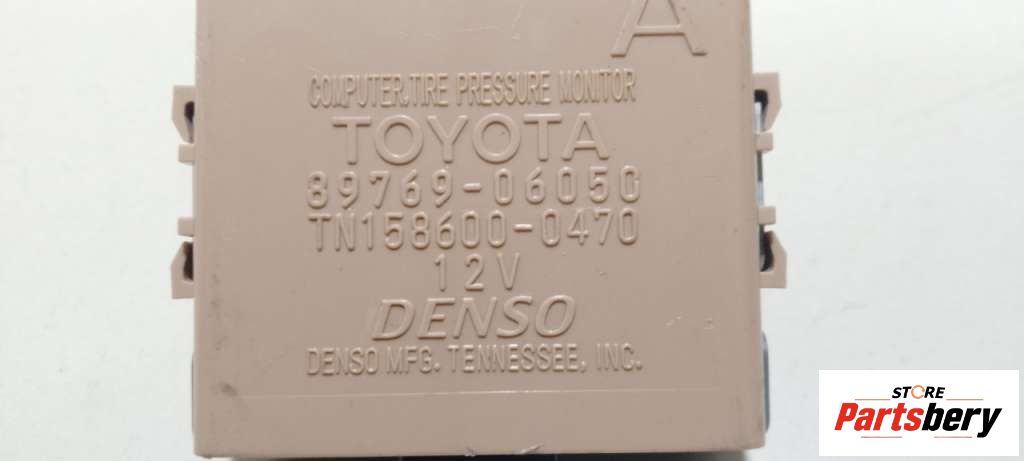 A
COMPUTER,TIRE PRESSURE MONITOR
TOYOTA
89769-06050
TN158600-0470
12V
DENSO
DENSO MFG. TENNESSEE, INC.
STORE
Partsbery